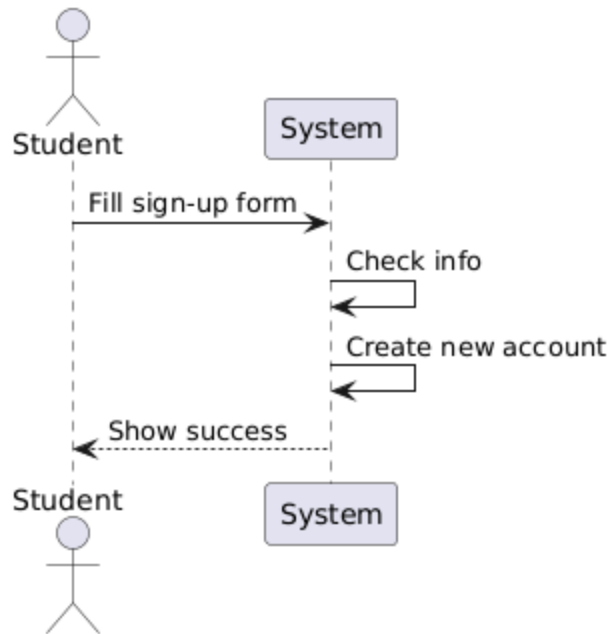 Student
System
Fill sign-up form
Check info
Create new account
Show success
Student
System